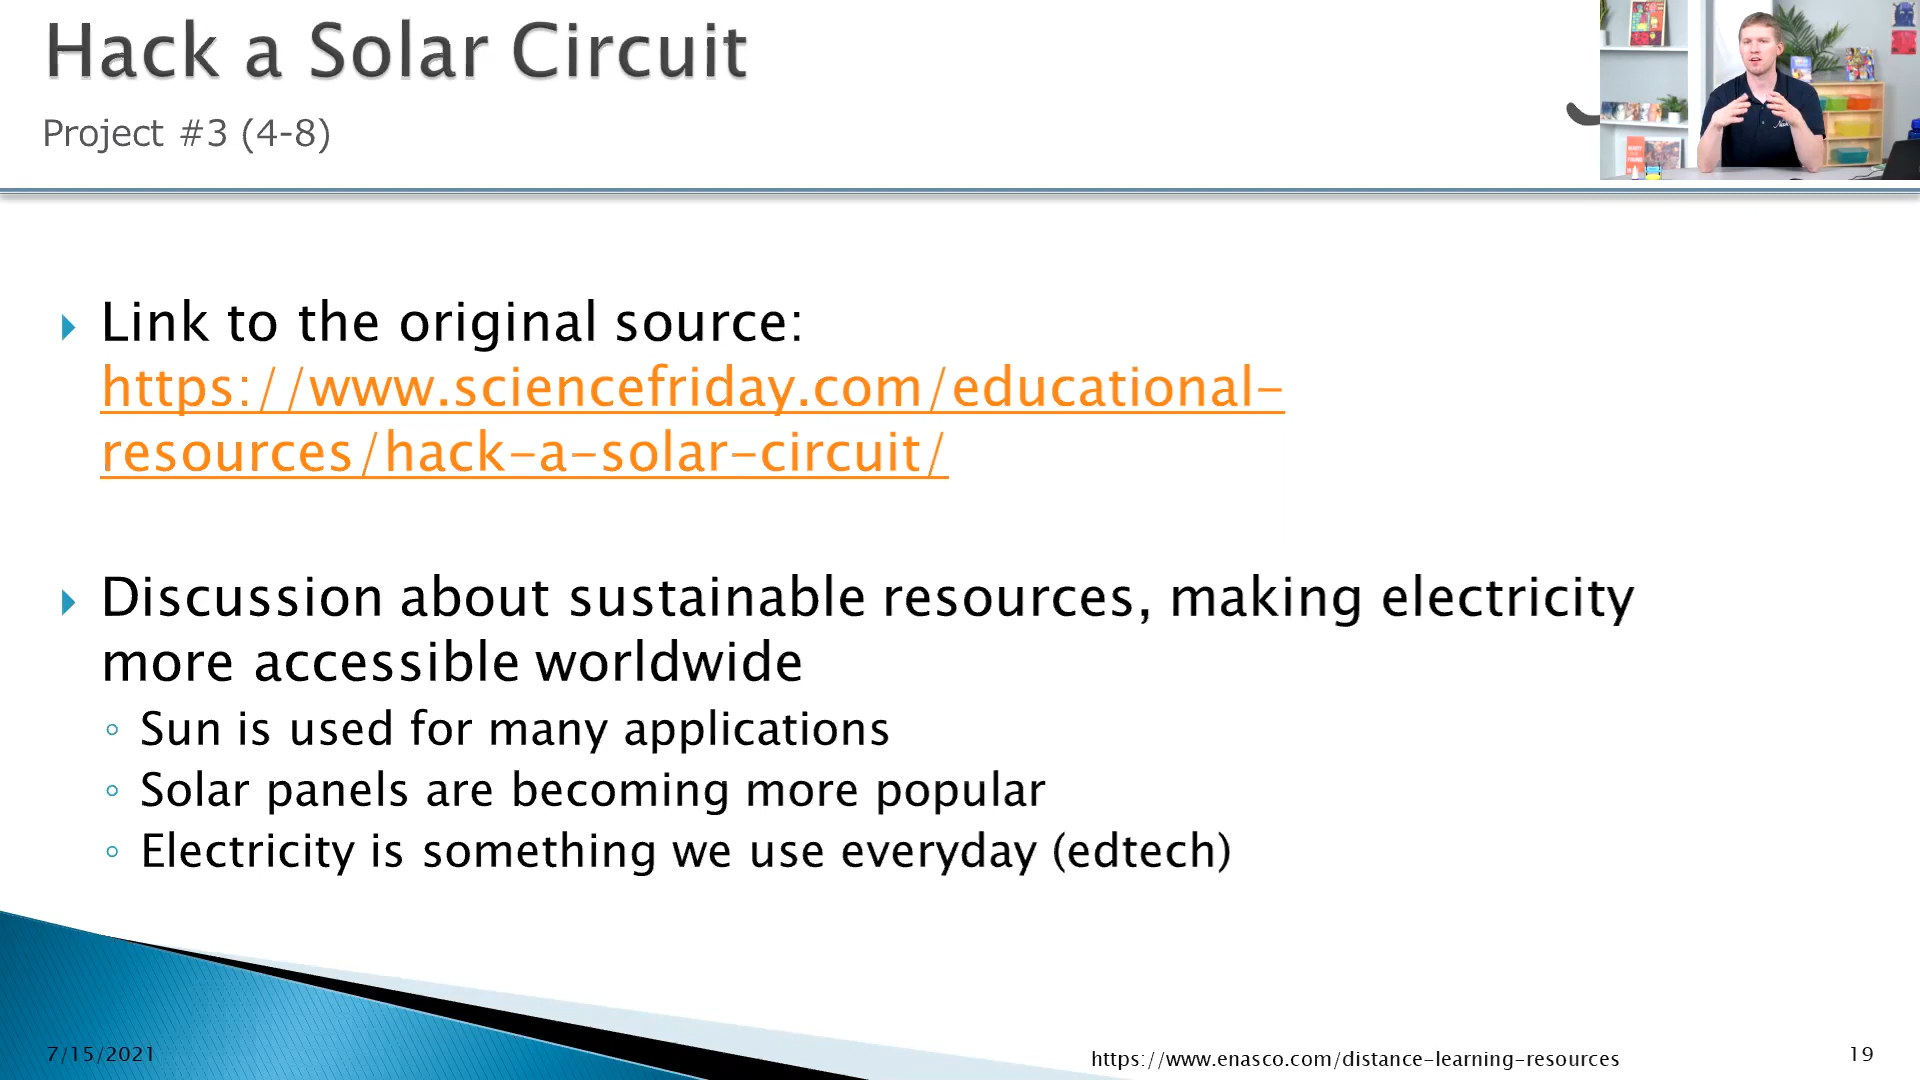 Hack a Solar Circuit
Project #3 (4-8)
Link to the original source:
https://www.sciencefriday.com/educational-
resources/hack-a-solar-circuit/
Discussion about sustainable resources, making electricity
more accessible worldwide
Sun is used for many applications
Solar panels are becoming more popular
Electricity is something we use everyday (edtech)
7/15/2021
https://www.enasco.com/distance-learning-resources
19